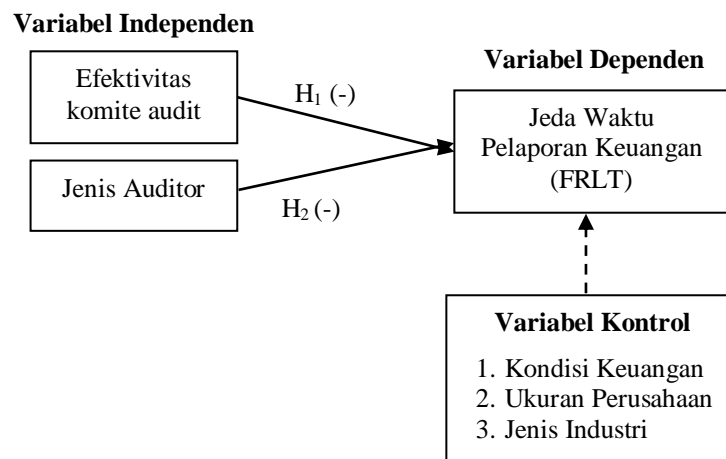 Variabel Independen
Efektivitas
komite audit
H₁ (-)
Jenis Auditor
H₂ (-)
Variabel Dependen
Jeda Waktu
Pelaporan Keuangan
(FRLT)
Variabel Kontrol
1. Kondisi Keuangan
2. Ukuran Perusahaan
3. Jenis Industri